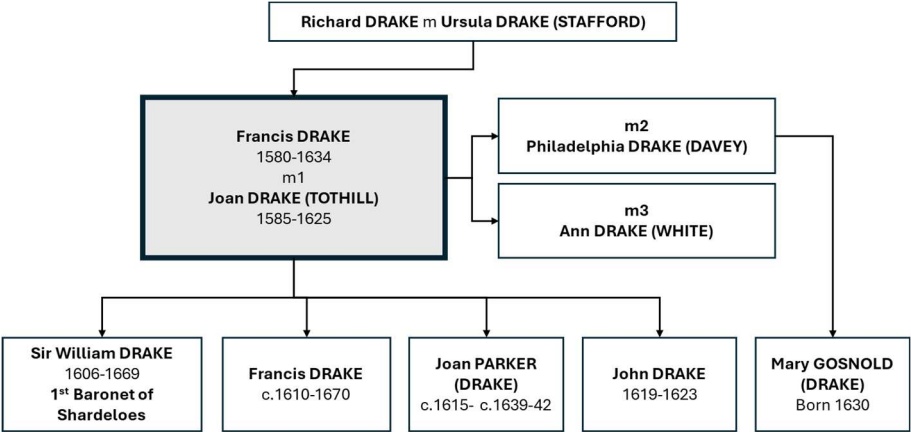 Richard DRAKE m Ursula DRAKE (STAFFORD)
Francis DRAKE
1580-1634
m1
Joan DRAKE (TOTHILL)
1585-1625
m2
Philadelphia DRAKE (DAVEY)
m3
Ann DRAKE (WHITE)
Sir William DRAKE
1606-1669
1st Baronet of
Shardeloes
Francis DRAKE
c.1610-1670
Joan PARKER
(DRAKE)
c.1615- c.1639-42
John DRAKE
1619-1623
Mary GOSNOLD
(DRAKE)
Born 1630